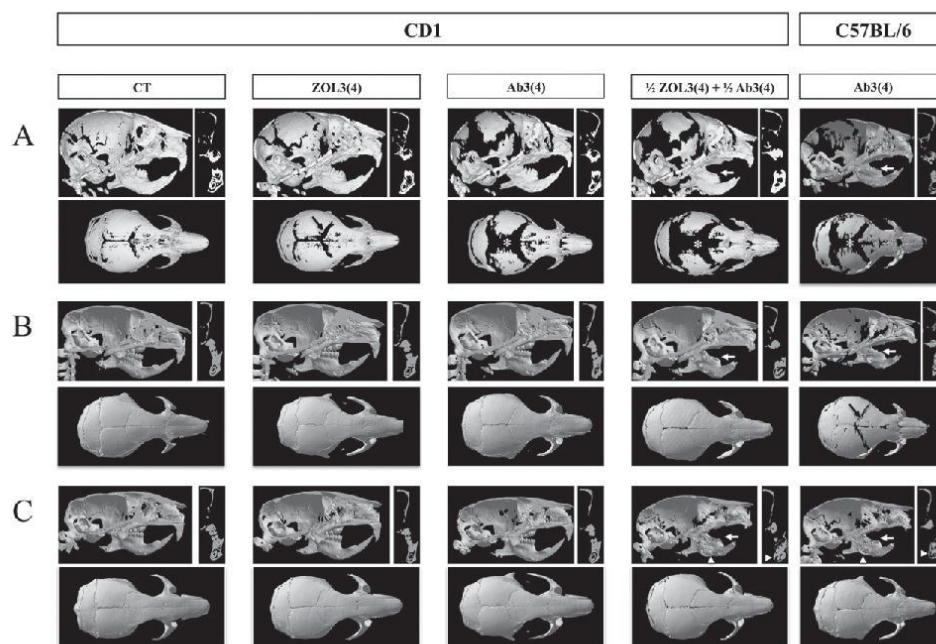 CD1 C57BL/6
CT ZOL3(4) Ab3(4) ½ ZOL3(4) + ½ Ab3(4) Ab3(4)
A
* * *
B
C